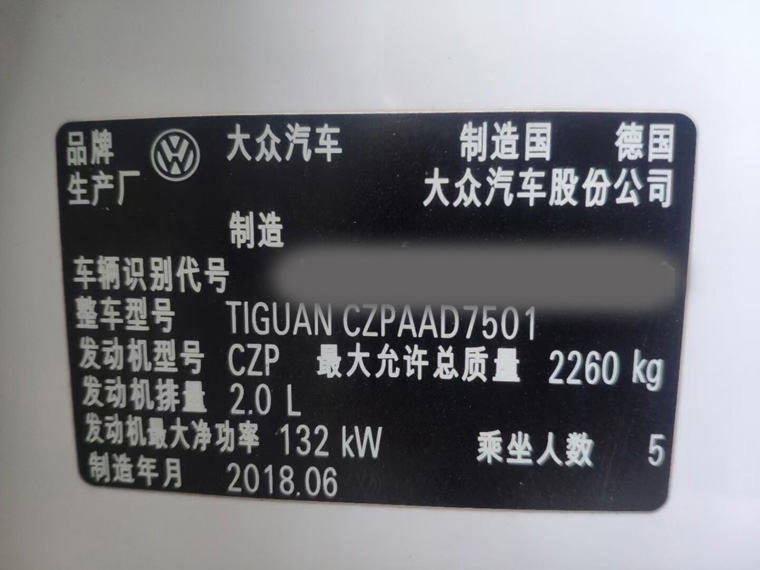 品牌 大众汽车 制造国 德国
生产厂 大众汽车股份公司
制造
车辆识别代号
整车型号 TIGUAN CZPAAD7501
发动机型号 CZP 最大允许总质量 2260 kg
发动机排量 2.0 L
发动机最大净功率 132 kW 乘坐人数 5
制造年月 2018.06